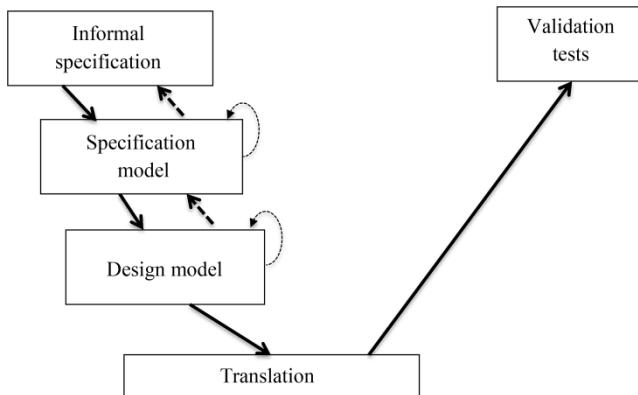 Informal
specification
Validation
tests
Specification
model
Design model
Translation